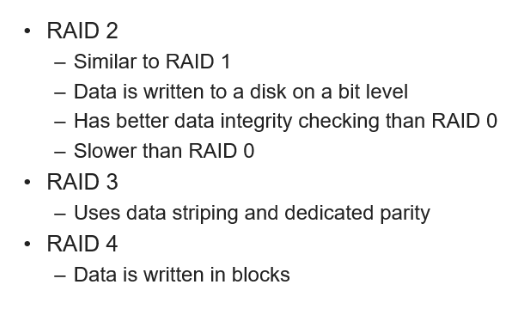 • RAID 2
– Similar to RAID 1
– Data is written to a disk on a bit level
– Has better data integrity checking than RAID 0
– Slower than RAID 0
• RAID 3
– Uses data striping and dedicated parity
• RAID 4
– Data is written in blocks